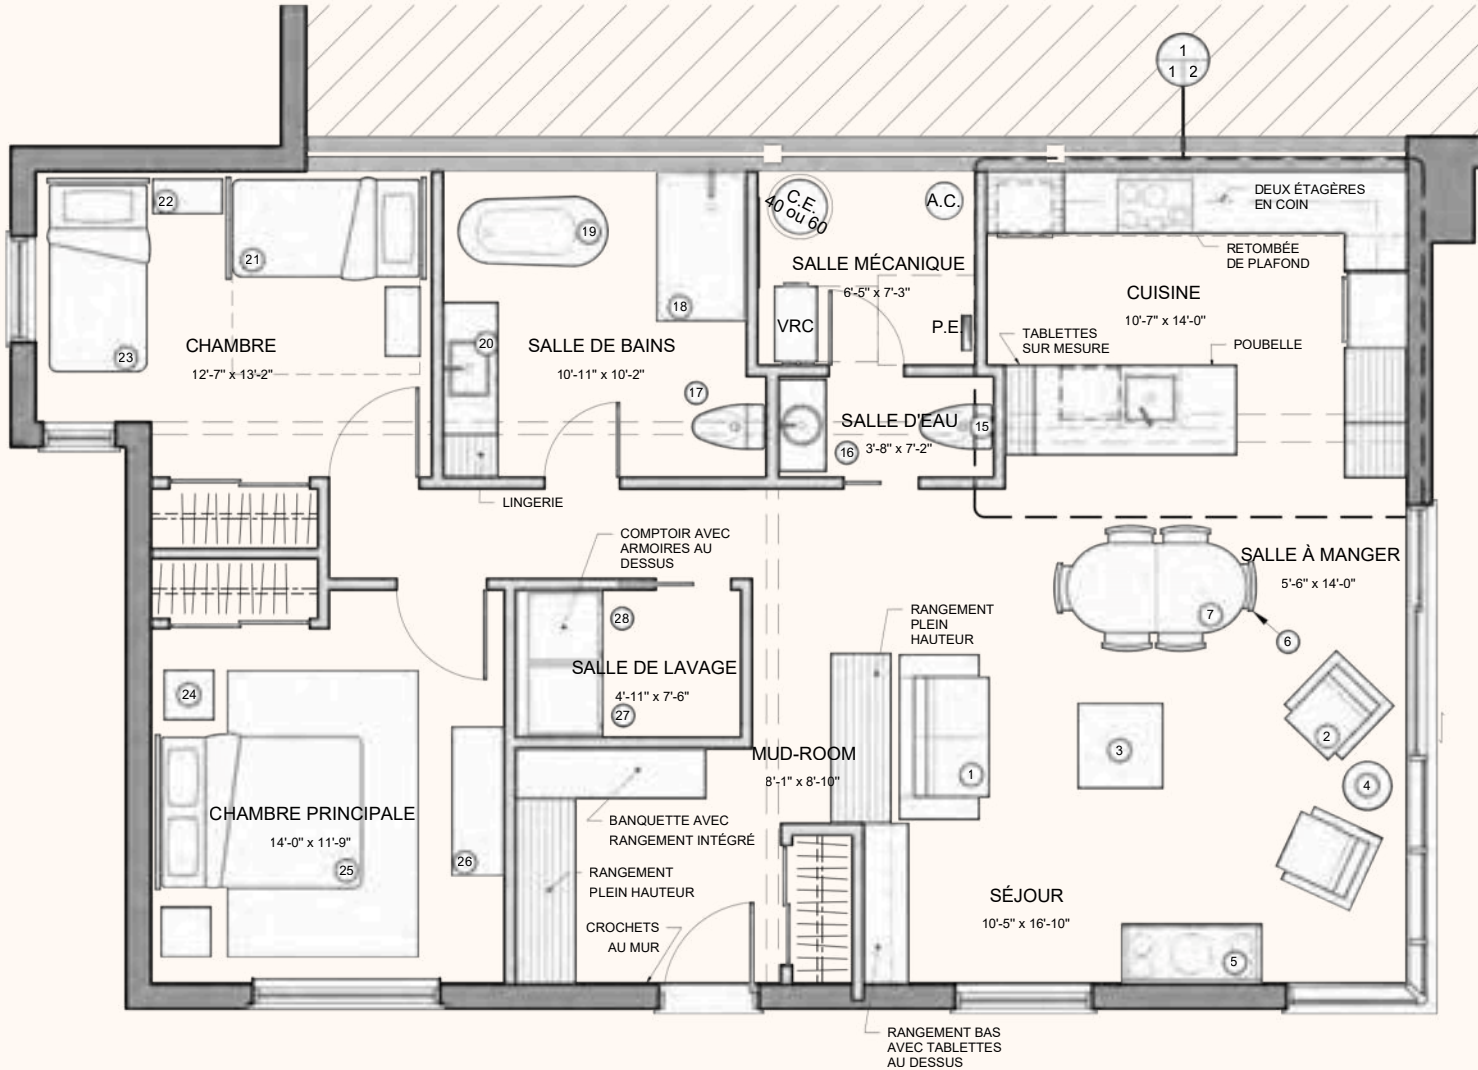 1
1 2
22
21
23
CHAMBRE
12'-7" x 13'-2"
19
18
20
SALLE DE BAINS
10'-11" x 10'-2"
17
LINGERIE
C.E.
40 ou 60
A.C.
SALLE MÉCANIQUE
6'-5" x 7'-3"
VRC
P.E.
SALLE D'EAU
3'-8" x 7'-2"
15
16
DEUX ÉTAGÈRES
EN COIN
RETOMBÉE
DE PLAFOND
CUISINE
10'-7" x 14'-0"
TABLETTES
SUR MESURE
POUBELLE
COMPTOIR AVEC
ARMOIRES AU
DESSUS
28
SALLE DE LAVAGE
4'-11" x 7'-6"
27
SALLE À MANGER
5'-6" x 14'-0"
7
6
RANGEMENT
PLEIN
HAUTEUR
24
CHAMBRE PRINCIPALE
14'-0" x 11'-9"
25
26
MUD-ROOM
8'-1" x 8'-10"
BANQUETTE AVEC
RANGEMENT INTÉGRÉ
RANGEMENT
PLEIN HAUTEUR
CROCHETS
AU MUR
1
3
2
4
SÉJOUR
10'-5" x 16'-10"
5
RANGEMENT BAS
AVEC TABLETTES
AU DESSUS